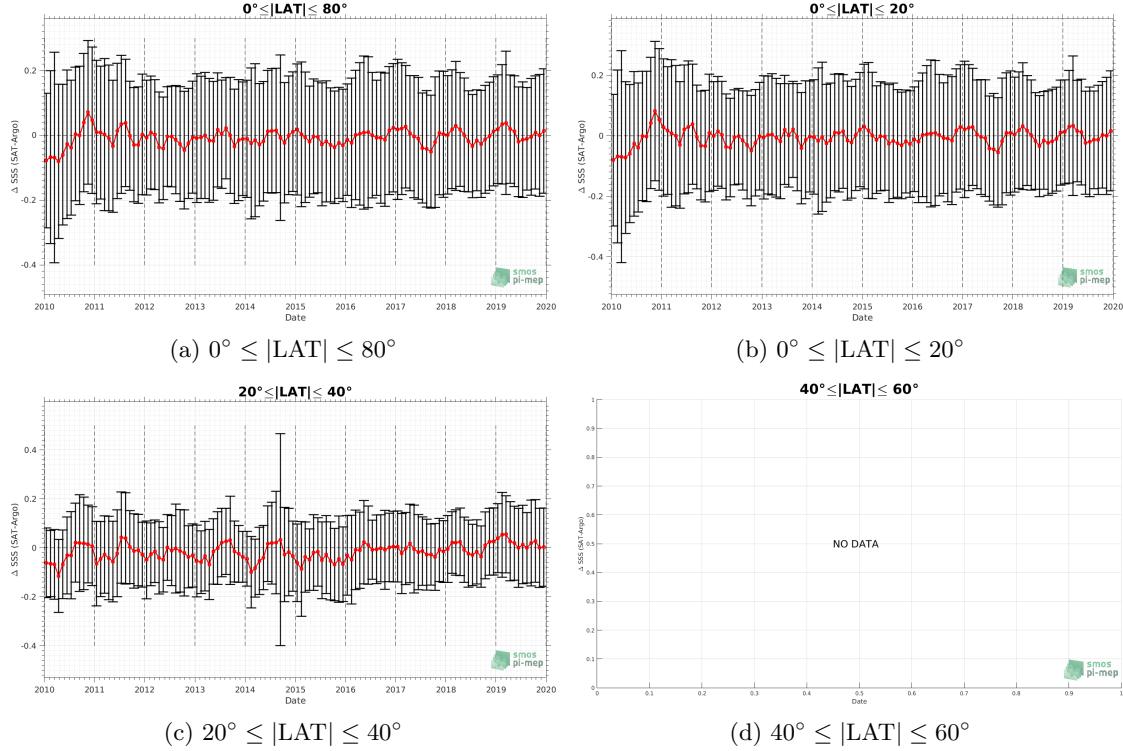 0°≤|LAT|≤ 80°
Δ SSS (SAT-Argo)
0.2
0
-0.2
-0.4
2010 2011 2012 2013 2014 2015 2016 2017 2018 2019 2020
Date
smos
pi-mep
(a) 0° ≤ |LAT| ≤ 80°
0°≤|LAT|≤ 20°
Δ SSS (SAT-Argo)
0.2
0
-0.2
-0.4
2010 2011 2012 2013 2014 2015 2016 2017 2018 2019 2020
Date
smos
pi-mep
(b) 0° ≤ |LAT| ≤ 20°
20°≤|LAT|≤ 40°
Δ SSS (SAT-Argo)
0.4
0.2
0
-0.2
-0.4
2010 2011 2012 2013 2014 2015 2016 2017 2018 2019 2020
Date
smos
pi-mep
(c) 20° ≤ |LAT| ≤ 40°
40°≤|LAT|≤ 60°
Δ SSS (SAT-Argo)
1
0.9
0.8
0.7
0.6
0.5
0.4
0.3
0.2
0.1
0
NO DATA
0 0.1 0.2 0.3 0.4 0.5 0.6 0.7 0.8 0.9 1
Date
smos
pi-mep
(d) 40° ≤ |LAT| ≤ 60°